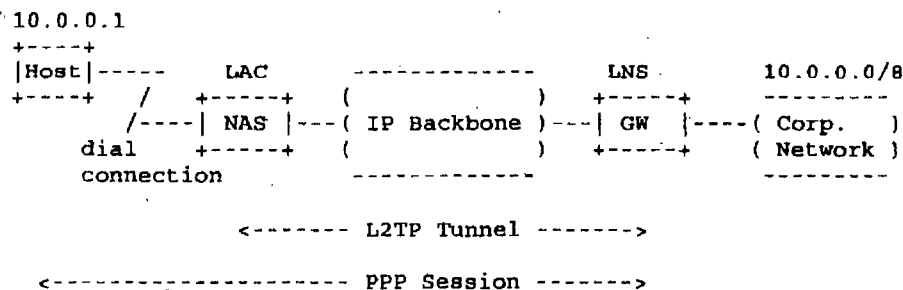 10.0.0.1
+-----+
|Host|----- LAC ------------- LNS 10.0.0.0/8
+-----+ / +-----+ ( ) +-----+ ---------
/----| NAS |---( IP Backbone )---| GW |----( Corp. )
dial +-----+ ( ) +-----+ ( Network )
connection ------------- ---------
<-------- L2TP Tunnel ------->
<--------------------- PPP Session ------->